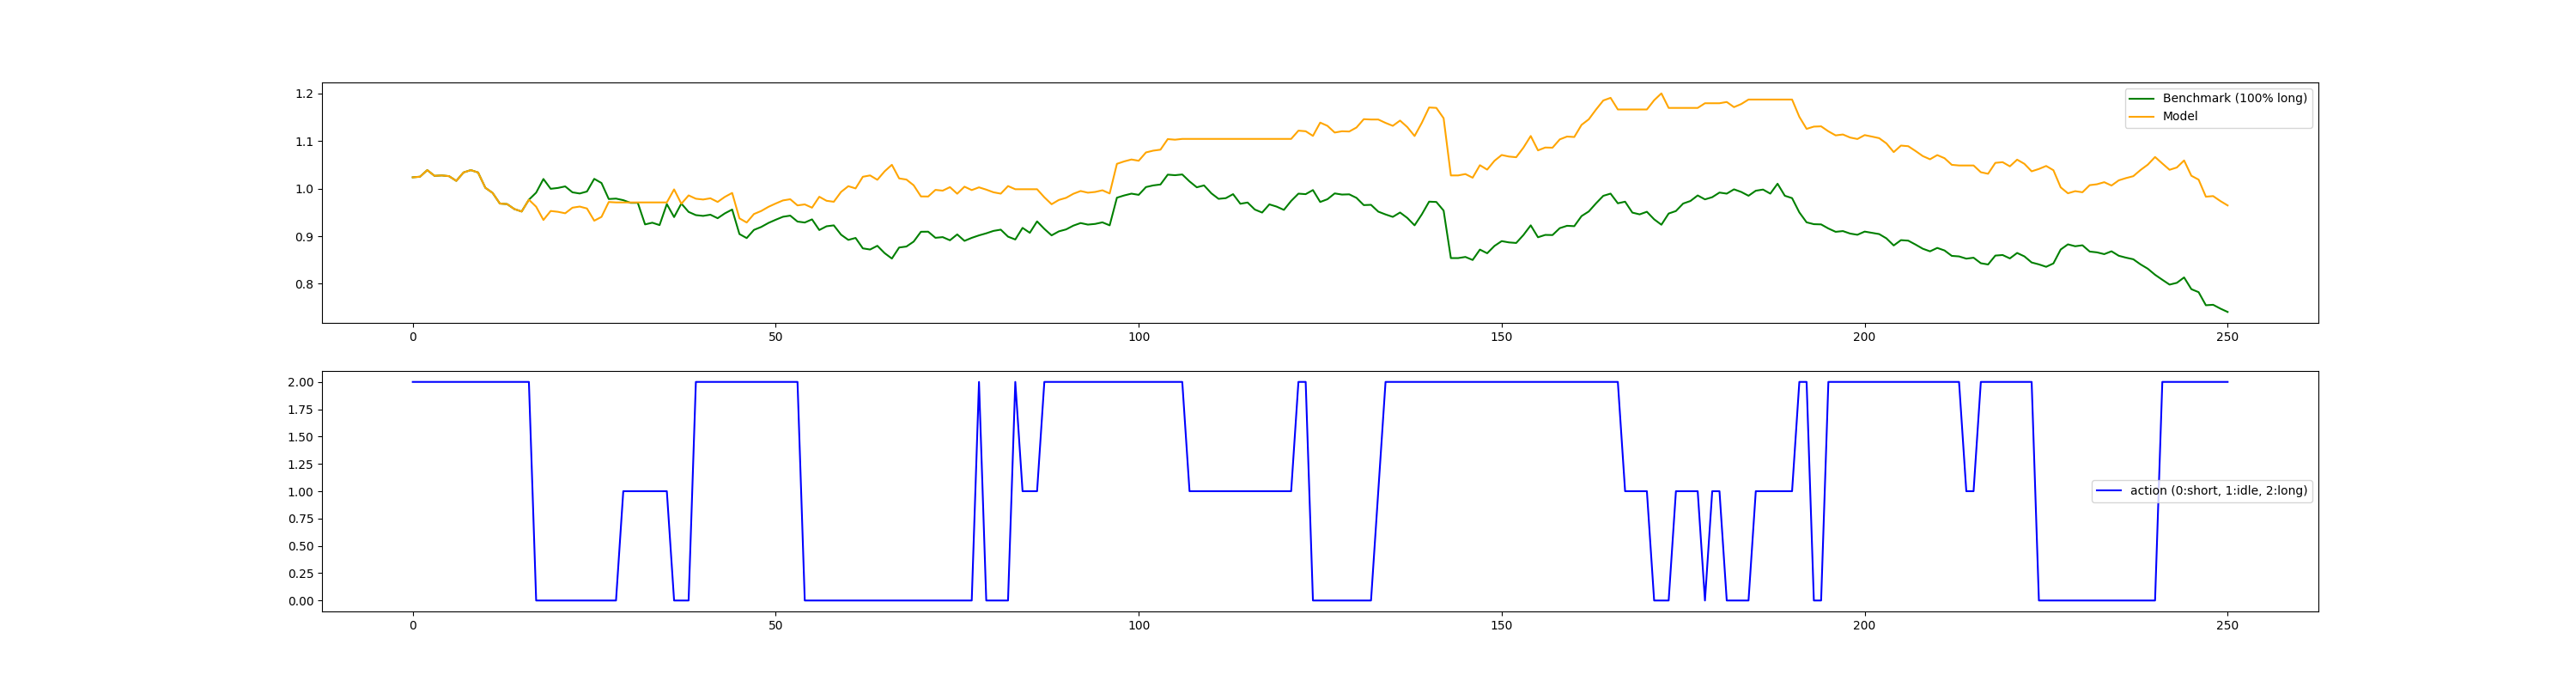 1.2
1.1
1.0
0.9
0.8
Benchmark (100% long)
Model
0 50 100 150 200 250
2.00
1.75
1.50
1.25
1.00
0.75
0.50
0.25
0.00
action (0:short, 1:idle, 2:long)
0 50 100 150 200 250